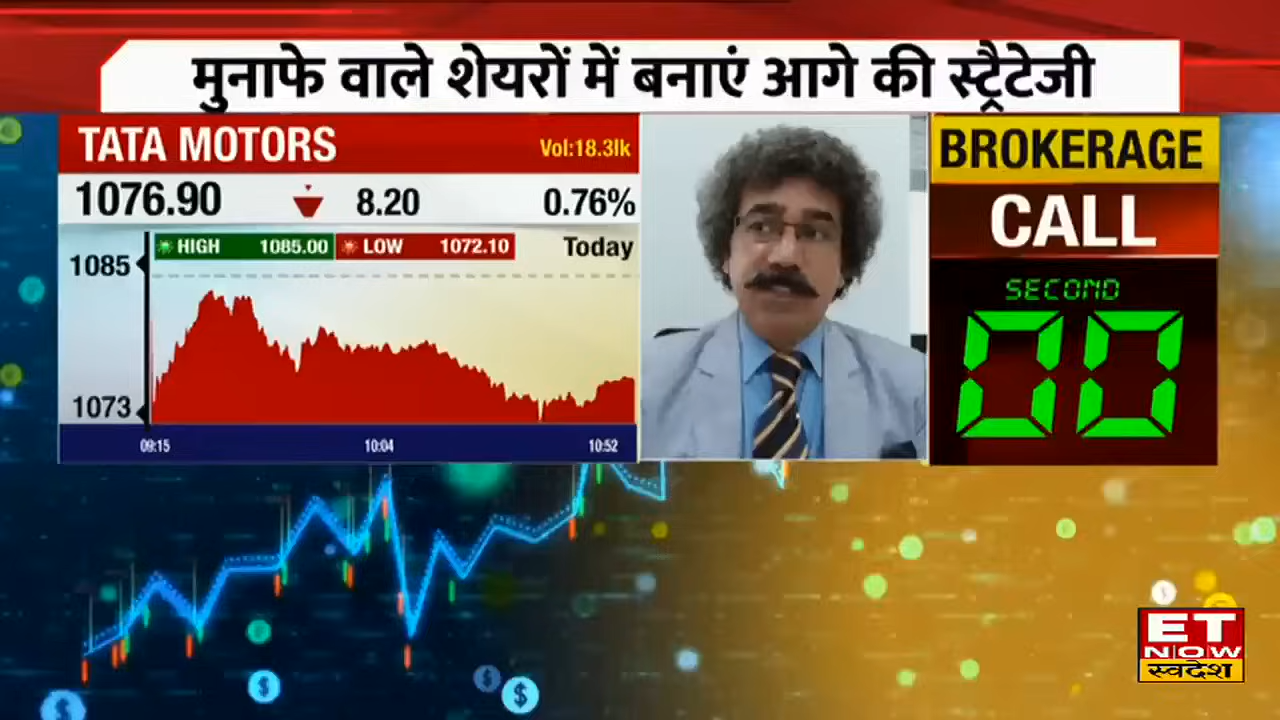 मुनाफे वाले शेयरों में बनाएं आगे की स्ट्रैटेजी
TATA MOTORS
Vol:18.3lk
1076.90
8.20
0.76%
HIGH 1085.00
LOW 1072.10
Today
1085
1073
09:15
10:04
10:52
BROKERAGE
CALL
SECOND
00
ET
NOW
स्वदेश